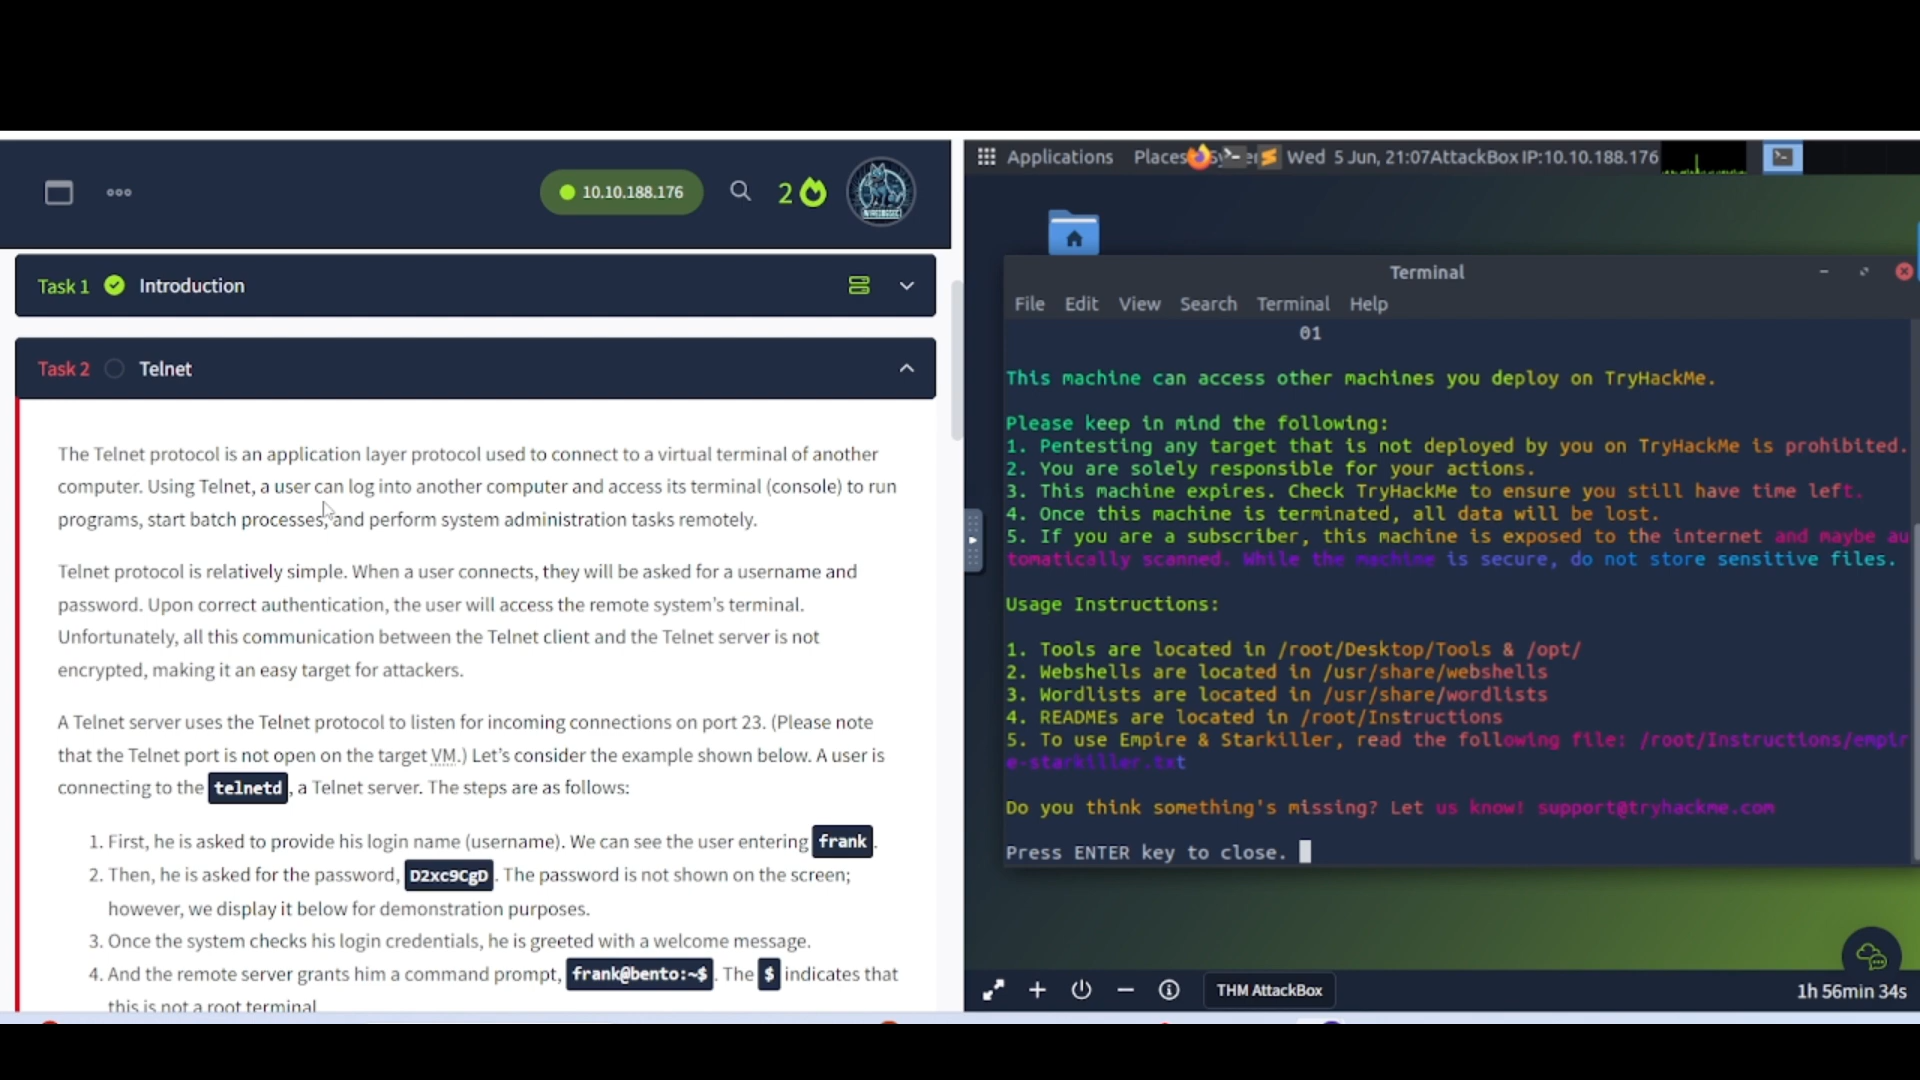 10.10.188.176
2
Task 1 Introduction
Task 2 Telnet
The Telnet protocol is an application layer protocol used to connect to a virtual terminal of another
computer. Using Telnet, a user can log into another computer and access its terminal (console) to run
programs, start batch processes, and perform system administration tasks remotely.
Telnet protocol is relatively simple. When a user connects, they will be asked for a username and
password. Upon correct authentication, the user will access the remote system's terminal.
Unfortunately, all this communication between the Telnet client and the Telnet server is not
encrypted, making it an easy target for attackers.
A Telnet server uses the Telnet protocol to listen for incoming connections on port 23. (Please note
that the Telnet port is not open on the target VM.) Let's consider the example shown below. A user is
connecting to the telnetd, a Telnet server. The steps are as follows:
1. First, he is asked to provide his login name (username). We can see the user entering frank.
2. Then, he is asked for the password, D2xc9CgD. The password is not shown on the screen;
however, we display it below for demonstration purposes.
3. Once the system checks his login credentials, he is greeted with a welcome message.
4. And the remote server grants him a command prompt, frank@bento:~$. The $ indicates that
this is not a root terminal
Applications Places Wed 5 Jun, 21:07 AttackBox IP:10.10.188.176
Terminal
File Edit View Search Terminal Help
01
This machine can access other machines you deploy on TryHackMe.
Please keep in mind the following:
1. Pentesting any target that is not deployed by you on TryHackMe is prohibited.
2. You are solely responsible for your actions.
3. This machine expires. Check TryHackMe to ensure you still have time left.
4. Once this machine is terminated, all data will be lost.
5. If you are a subscriber, this machine is exposed to the internet and maybe au
tomatically scanned. While the machine is secure, do not store sensitive files.
Usage Instructions:
1. Tools are located in /root/Desktop/Tools & /opt/
2. Webshells are located in /usr/share/webshells
3. Wordlists are located in /usr/share/wordlists
4. READMEs are located in /root/Instructions
5. To use Empire & Starkiller, read the following file: /root/Instructions/empir
e-starkiller.txt
Do you think something's missing? Let us know! support@tryhackme.com
Press ENTER key to close.
THM AttackBox
1h 56min 34s